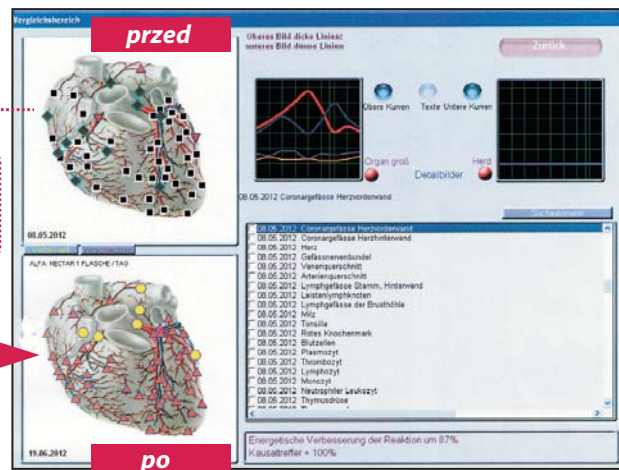 Vergleichsbereich
przed
Oberes Bild dicke Linien:
unteres Bild dünne Linien
Zurück
Obere Kurven
Texte
Untere Kurven
Organ groß
Herd
Detailbilder
08.05.2012 Coronargefässe Herzvorderwand
08.05.2012
08.05.2012 Coronargefässe Herzvorderwand
08.05.2012 Coronargefässe Herzhinterwand
08.05.2012 Herz
08.05.2012 Gefässnervenbundel
08.05.2012 Venenquerschnitt
08.05.2012 Arterienquerschnitt
08.05.2012 Lymphgefässe Stamm, Hinterwand
08.05.2012 Leistenlymphknoten
08.05.2012 Lymphgefässe der Brusthöhle
08.05.2012 Milz
08.05.2012 Tonsille
08.05.2012 Rotes Knochenmark
08.05.2012 Blutzellen
08.05.2012 Plasmozyt
08.05.2012 Thrombozyt
08.05.2012 Lymphozyt
08.05.2012 Monozyt
08.05.2012 Neutrophiler Leukozyt
08.05.2012 Thymusdrüse
ALFA NECTAR 1 FLASCHE / TAG
19.06.2012
po
Energetische Verbesserung der Reaktion um 87%
Kausaltreffer + 100%